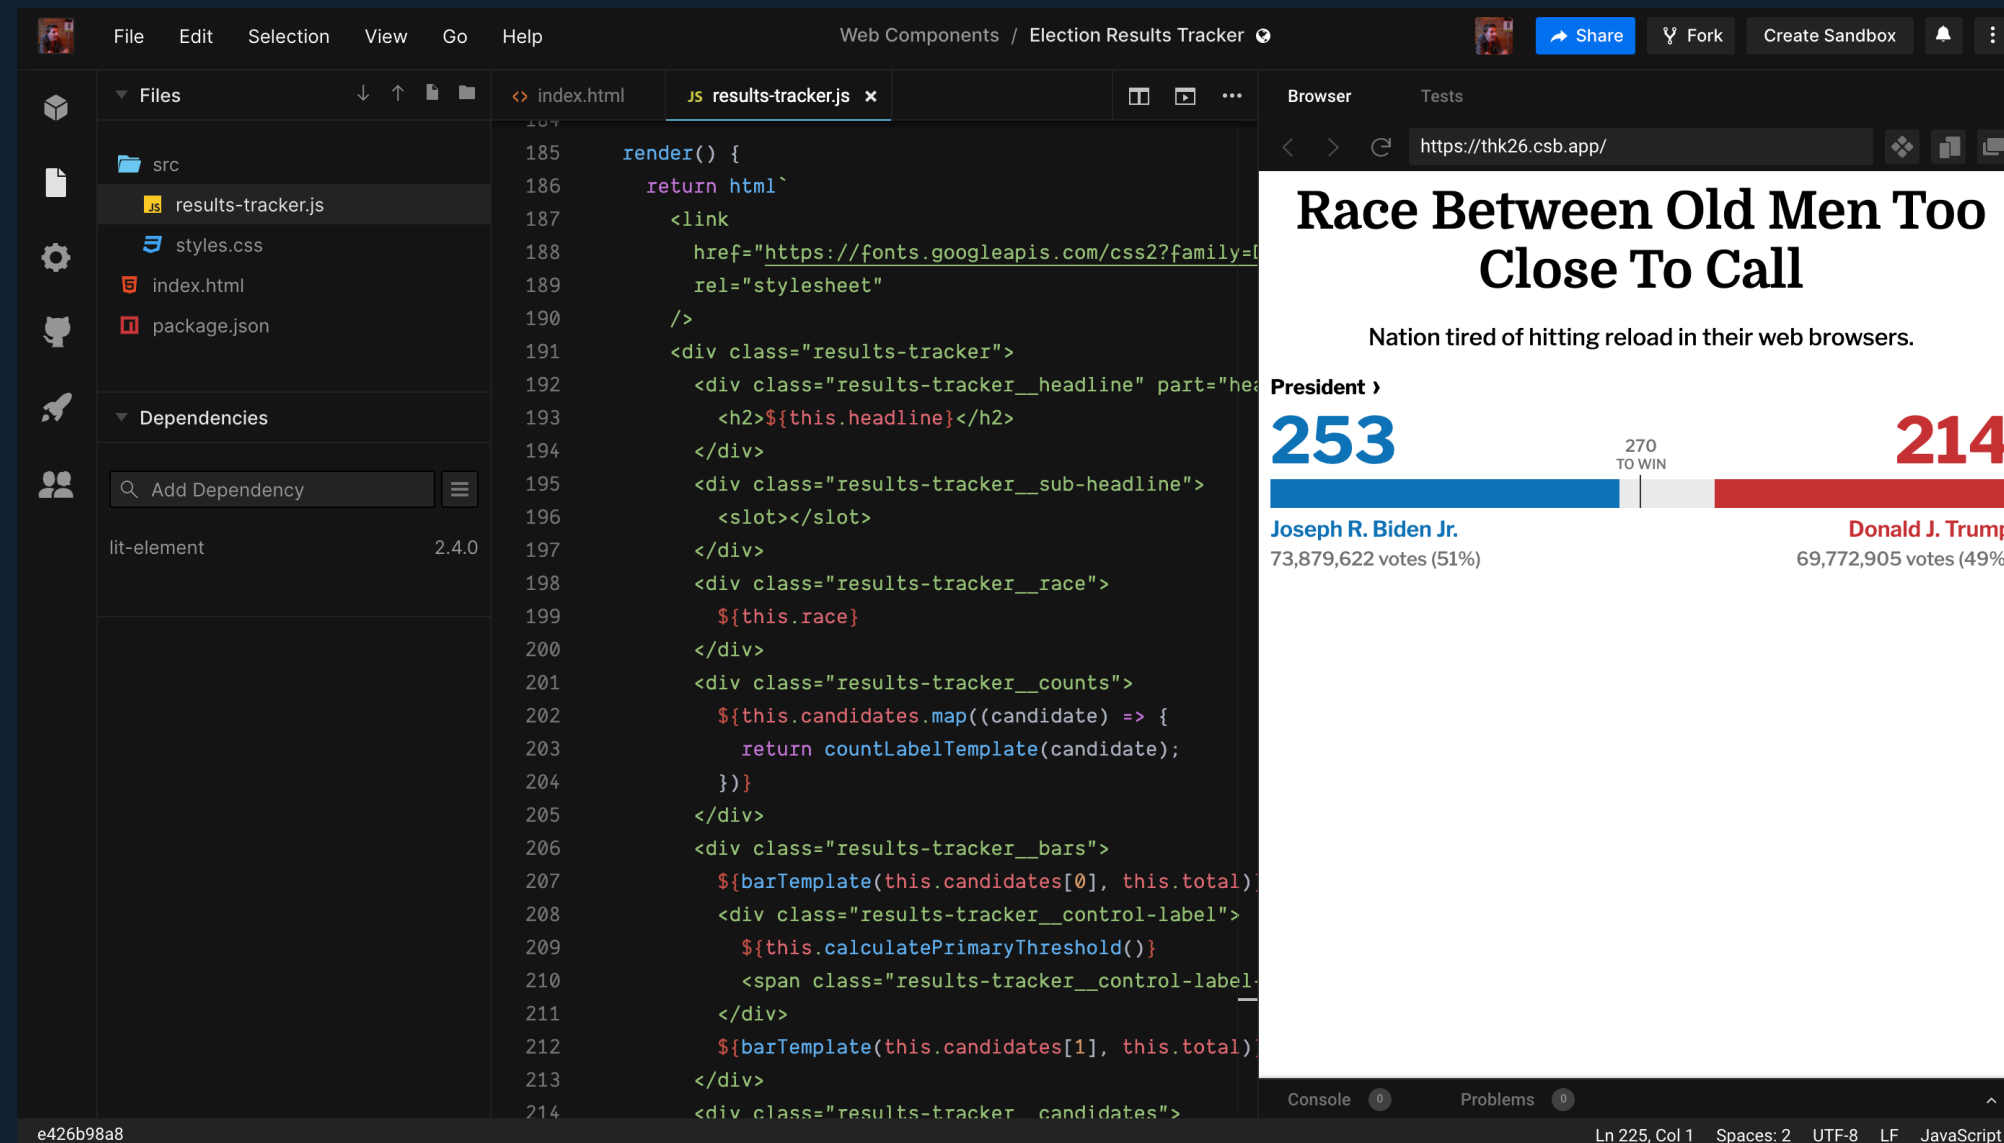 File Edit Selection View Go Help
Web Components / Election Results Tracker
Share Fork Create Sandbox
Files
src
results-tracker.js
styles.css
index.html
package.json
Dependencies
Add Dependency
lit-element 2.4.0
index.html
JS results-tracker.js
184
185 render() {
186 return html`
187 <link
188 href="https://fonts.googleapis.com/css2?family=
189 rel="stylesheet"
190 />
191 <div class="results-tracker">
192 <div class="results-tracker__headline" part="hea
193 <h2>${this.headline}</h2>
194 </div>
195 <div class="results-tracker__sub-headline">
196 <slot></slot>
197 </div>
198 <div class="results-tracker__race">
199 ${this.race}
200 </div>
201 <div class="results-tracker__counts">
202 ${this.candidates.map((candidate) => {
203 return countLabelTemplate(candidate);
204 })}
205 </div>
206 <div class="results-tracker__bars">
207 ${barTemplate(this.candidates[0], this.total)}
208 <div class="results-tracker__control-label">
209 ${this.calculatePrimaryThreshold()}
210 <span class="results-tracker__control-label-
211 </div>
212 ${barTemplate(this.candidates[1], this.total)}
213 </div>
214 <div class="results-tracker__candidates">
Browser Tests
https://thk26.csb.app/
Race Between Old Men Too
Close To Call
Nation tired of hitting reload in their web browsers.
President ›
253
270
TO WIN
214
Joseph R. Biden Jr.
73,879,622 votes (51%)
Donald J. Trump
69,772,905 votes (49%
Console 0 Problems 0
e426b98a8
Ln 225, Col 1 Spaces: 2 UTF-8 LF JavaScript